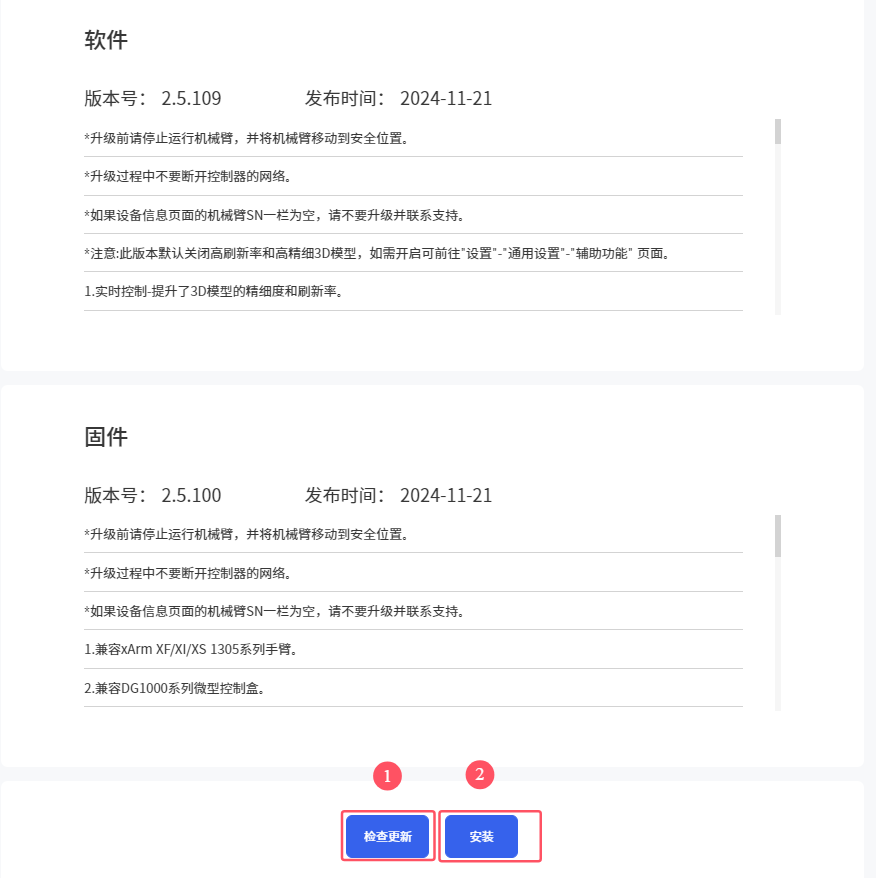 软件
版本号： 2.5.109 发布时间： 2024-11-21
*升级前请停止运行机械臂，并将机械臂移动到安全位置。
*升级过程中不要断开控制器的网络。
*如果设备信息页面的机械臂SN一栏为空，请不要升级并联系支持。
*注意:此版本默认关闭高刷新率和高精细3D模型，如需开启可前往"设置"-"通用设置"-"辅助功能" 页面。
1.实时控制-提升了3D模型的精细度和刷新率。
固件
版本号： 2.5.100 发布时间： 2024-11-21
*升级前请停止运行机械臂，并将机械臂移动到安全位置。
*升级过程中不要断开控制器的网络。
*如果设备信息页面的机械臂SN一栏为空，请不要升级并联系支持。
1.兼容xArm XF/XI/XS 1305系列手臂。
2.兼容DG1000系列微型控制盒。
1 2
检查更新 安装